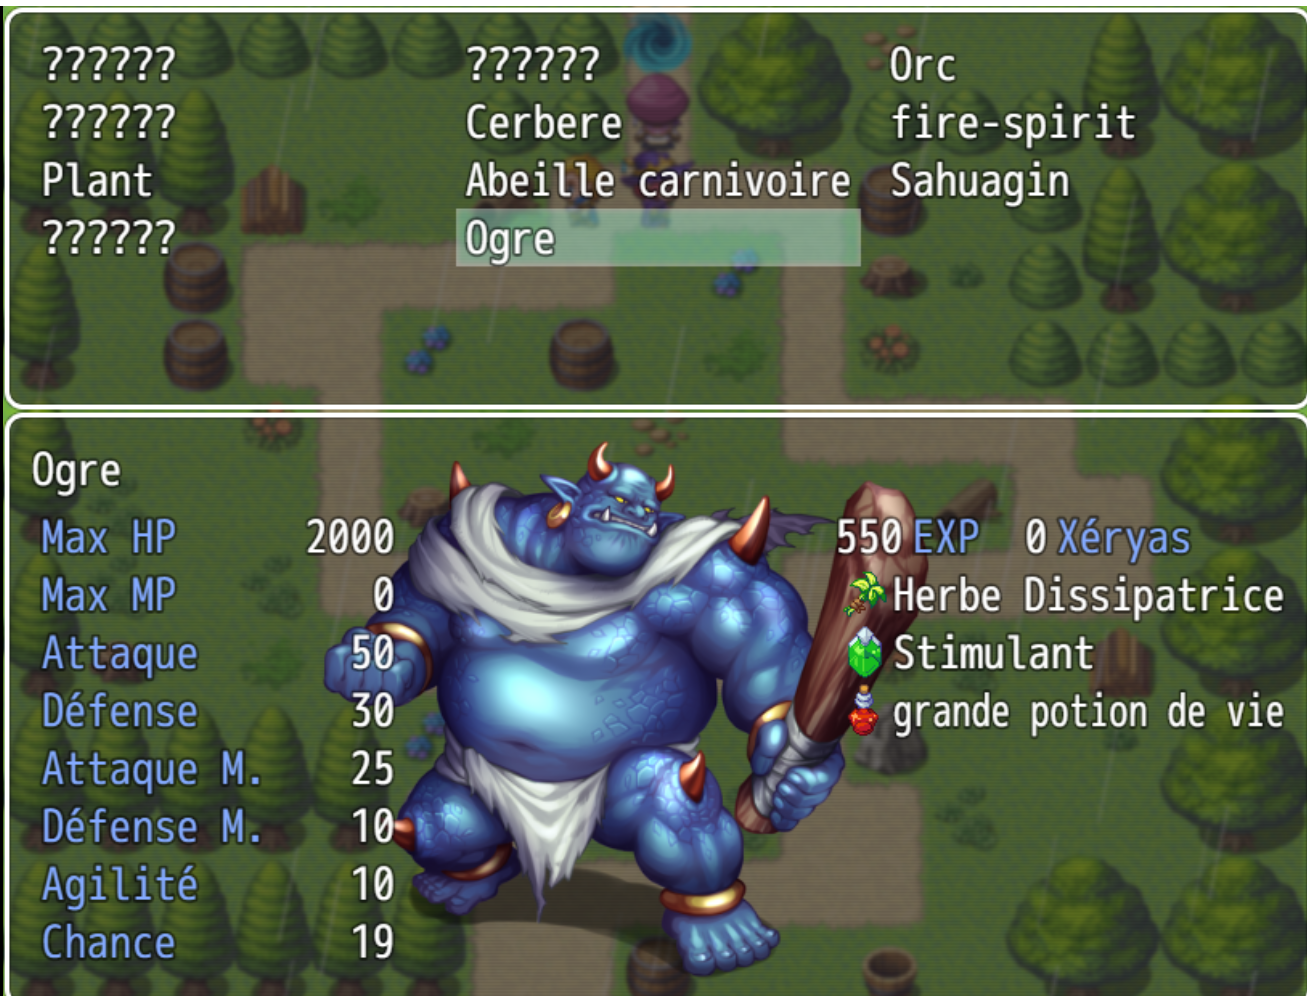 ?????? ?????? Orc
?????? Cerbere fire-spirit
Plant Abeille carnivoire Sahuagin
?????? Ogre
Ogre
Max HP 2000 550 EXP 0 Xéryas
Max MP 0 Herbe Dissipatrice
Attaque 50 Stimulant
Défense 30 grande potion de vie
Attaque M. 25
Défense M. 10
Agilité 10
Chance 19